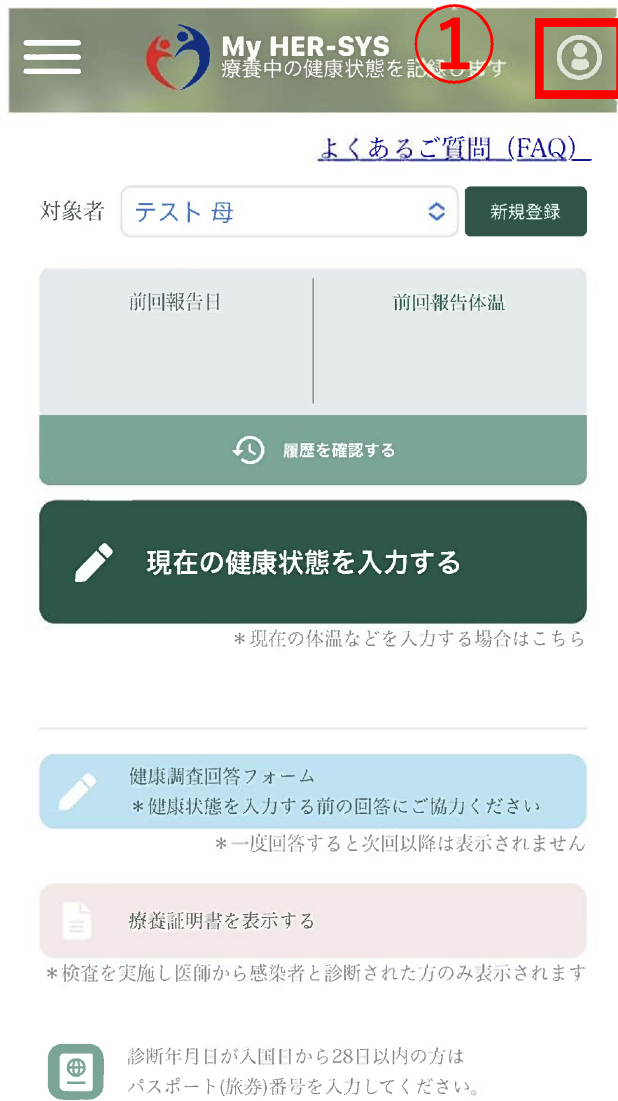 My HER-SYS
療養中の健康状態を記録します
①
よくあるご質問（FAQ）
対象者 テスト 母 新規登録
前回報告日 前回報告体温
履歴を確認する
現在の健康状態を入力する
＊現在の体温などを入力する場合はこちら
健康調査回答フォーム
＊健康状態を入力する前の回答にご協力ください
＊一度回答すると次回以降は表示されません
療養証明書を表示する
＊検査を実施し医師から感染者と診断された方のみ表示されます
診断年月日が入国日から28日以内の方は
パスポート(旅券)番号を入力してください。